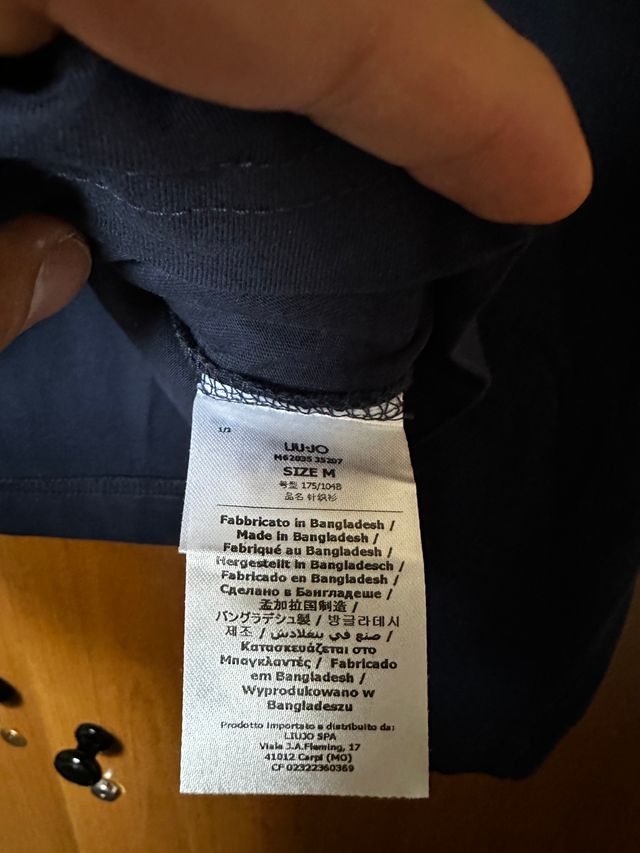 1/3
LIU·JO
M62035 35207
SIZE M
号型 175/104B
品名 针织衫
Fabbricato in Bangladesh /
Made in Bangladesh /
Fabriqué au Bangladesh /
Hergestellt in Bangladesch /
Fabricado en Bangladesh /
Сделано в Бангладеше /
孟加拉国制造 /
バングラデシュ製 / 방글라데시
제조 / صنع في بنغلادش /
Κατασκευάζεται στο
Μπαγκλαντές / Fabricado
em Bangladesh /
Wyprodukowano w
Bangladeszu
Prodotto importato e distribuito da:
LIUJO SPA
Viale J.A.Fleming, 17
41012 Carpi (MO)
CF 02322360369